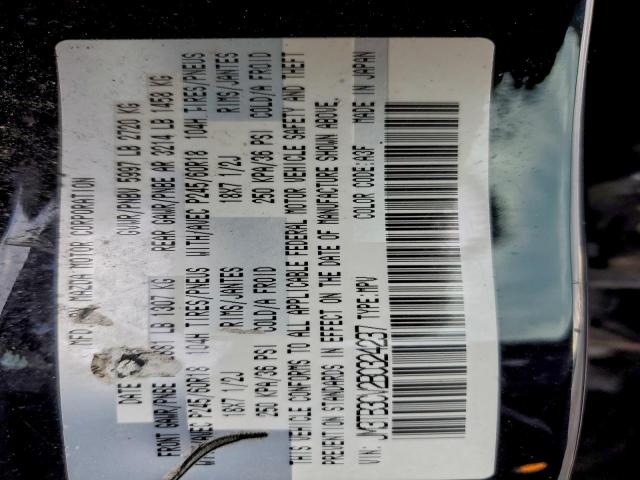 MFD. BY MAZDA MOTOR CORPORATION
DATE GVWR/PNBV 5997 LB 2720 KG
FRONT GAWR/PNBE LB 1307 KG REAR GAWR/PNBE AR 3214 LB 1458 KG
WITH/AVEC P245/60R18 104H TIRES/PNEUS WITH/AVEC P245/60R18 104H TIRES/PNEUS
18X7 1/2J RIMS/JANTES 18X7 1/2J RIMS/JANTES
250 KPA/36 PSI COLD/A FROID 250 KPA/36 PSI COLD/A FROID
THIS VEHICLE CONFORMS TO ALL APPLICABLE FEDERAL MOTOR VEHICLE SAFETY AND THEFT
PREVENTION STANDARDS IN EFFECT ON THE DATE OF MANUFACTURE SHOWN ABOVE.
VIN: TYPE:MPV COLOR CODE:A3F MADE IN JAPAN